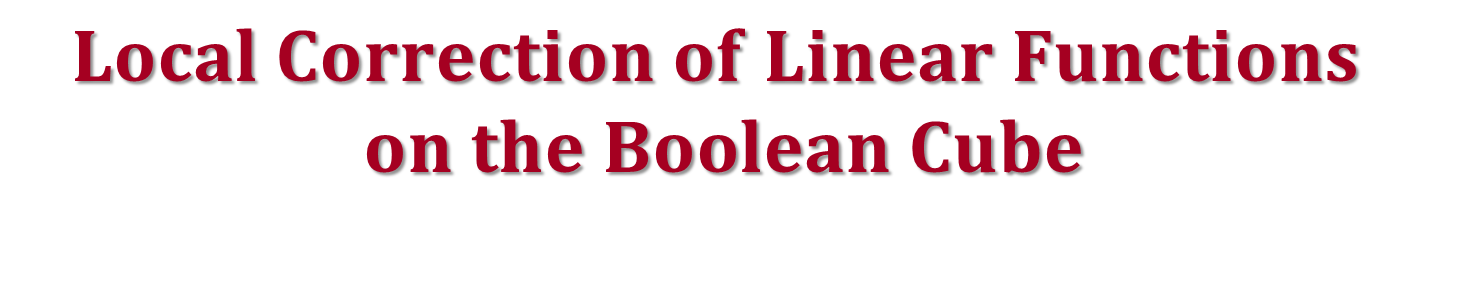 Local Correction of Linear Functions
on the Boolean Cube